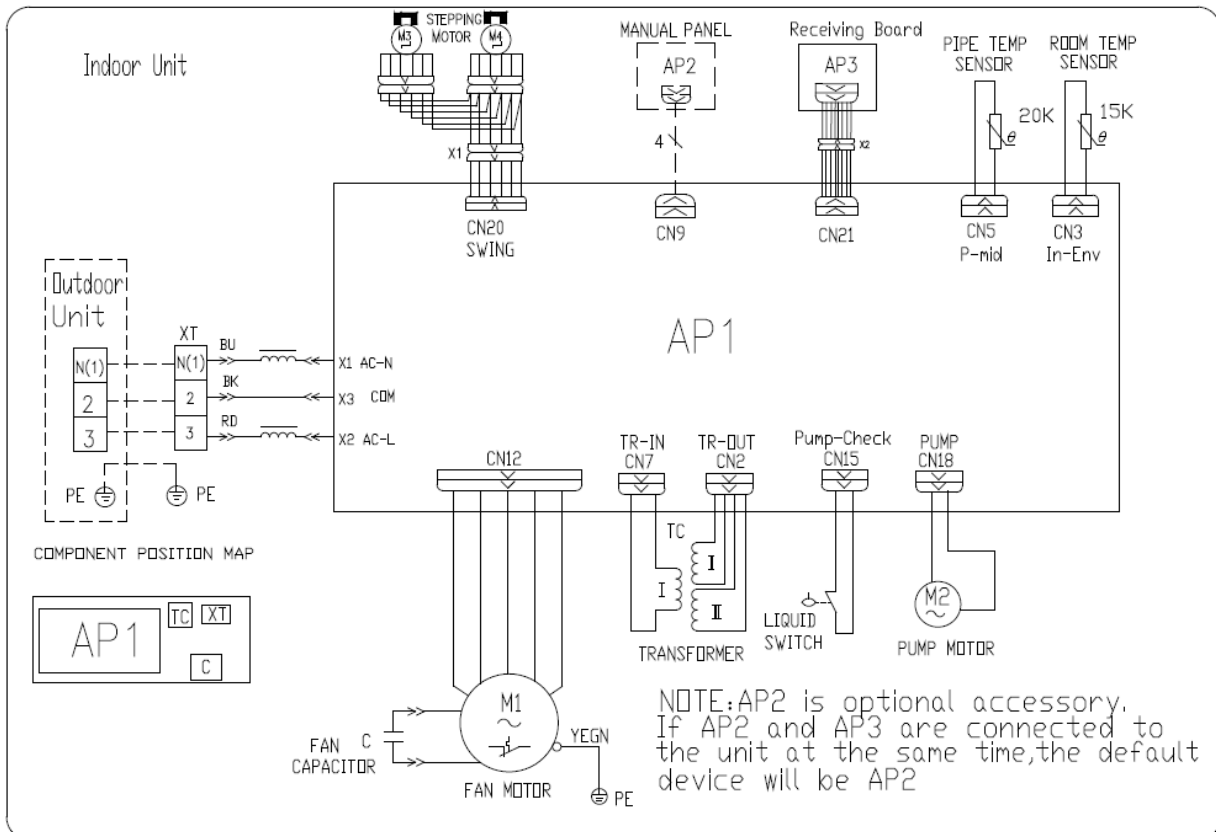 Indoor Unit
STEPPING
MOTOR
M3
M4
X1
CN20
SWING
MANUAL PANEL
AP2
4
CN9
Receiving Board
AP3
X2
CN21
PIPE TEMP
SENSOR
20K
θ
CN5
P-mid
ROOM TEMP
SENSOR
15K
θ
CN3
In-Env
Outdoor
Unit
N(1)
2
3
PE
XT
N(1)
2
3
PE
BU
BK
RD
X1 AC-N
X3 COM
X2 AC-L
AP1
CN12
TR-IN
CN7
TR-OUT
CN2
Pump-Check
CN15
PUMP
CN18
TC
I
I
II
TRANSFORMER
LIQUID
SWITCH
M2
PUMP MOTOR
COMPONENT POSITION MAP
AP1
TC
XT
C
M1
FAN
CAPACITOR
C
FAN MOTOR
YEGN
PE
NOTE:AP2 is optional accessory.
If AP2 and AP3 are connected to
the unit at the same time,the default
device will be AP2